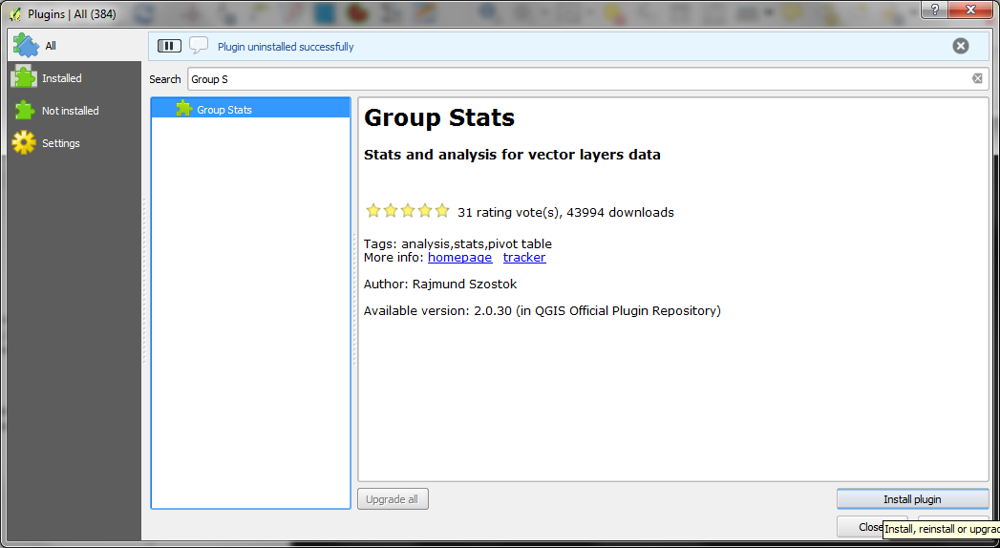 Plugins | All (384)
?
All
Installed
Not installed
Settings
Plugin uninstalled successfully
Search
Group S
Group Stats
Group Stats
Stats and analysis for vector layers data
31 rating vote(s), 43994 downloads
Tags: analysis,stats,pivot table
More info: homepage tracker
Author: Rajmund Szostok
Available version: 2.0.30 (in QGIS Official Plugin Repository)
Upgrade all
Install plugin
Close
Install, reinstall or upgrad